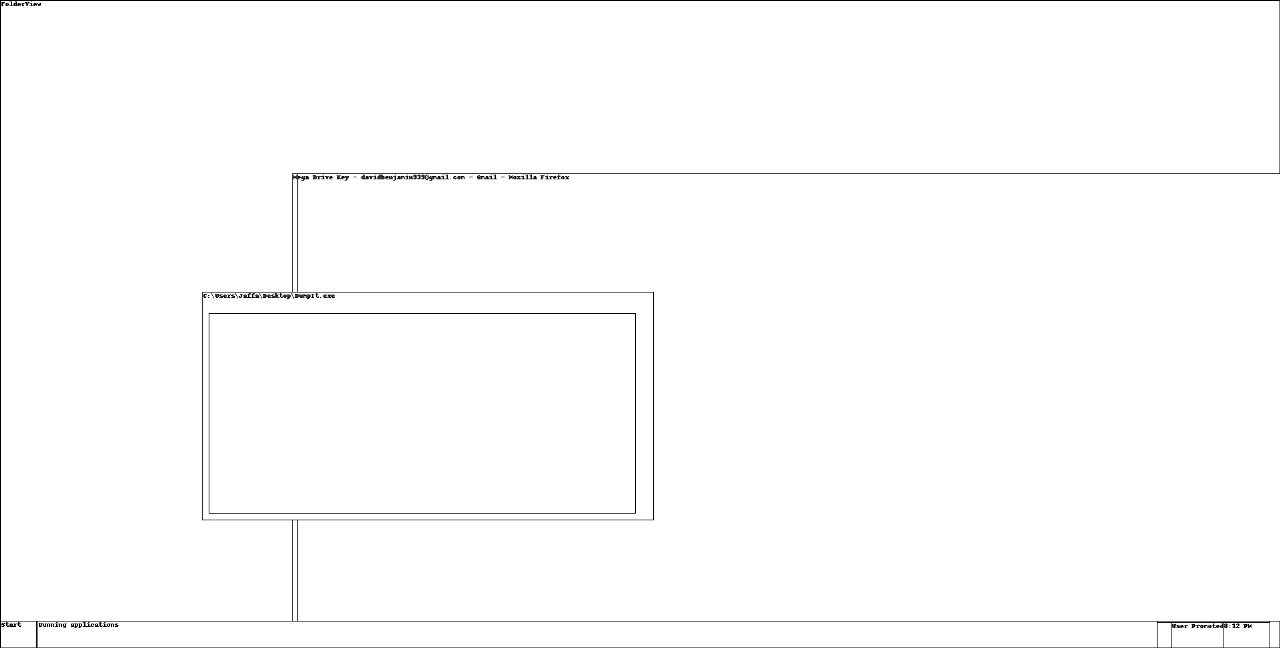 FolderView
Mega Drive Key - davidbenjamin939@gmail.com - Gmail - Mozilla Firefox
C:\Users\Jaffa\Desktop\DumpIt.exe
Start
Running applications
User Promoted
8:12 PM